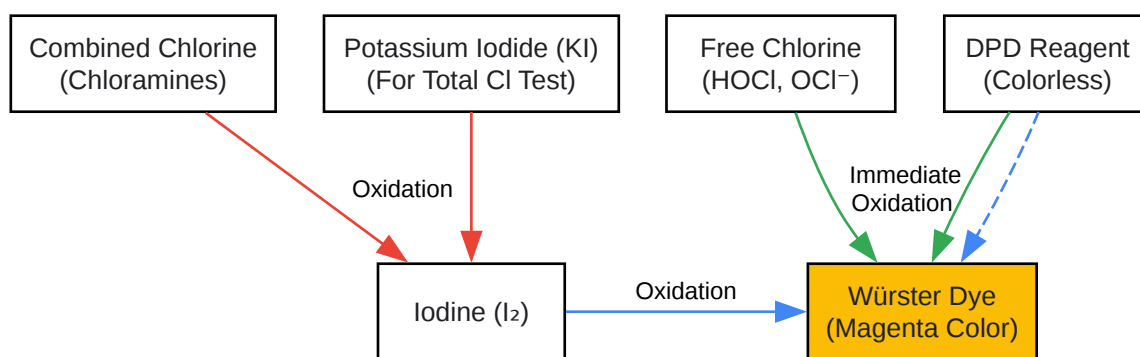 Combined Chlorine
(Chloramines)
Potassium Iodide (KI)
(For Total Cl Test)
Free Chlorine
(HOCl, OCl⁻)
DPD Reagent
(Colorless)
Oxidation
Immediate
Oxidation
Iodine (I₂)
Oxidation
Würster Dye
(Magenta Color)